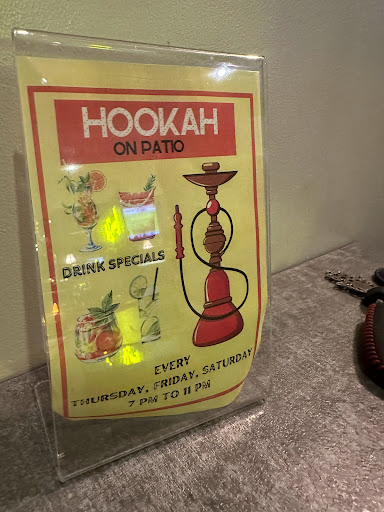 HOOKAH
ON PATIO
DRINK SPECIALS
EVERY
THURSDAY, FRIDAY, SATURDAY
7 PM TO 11 PM